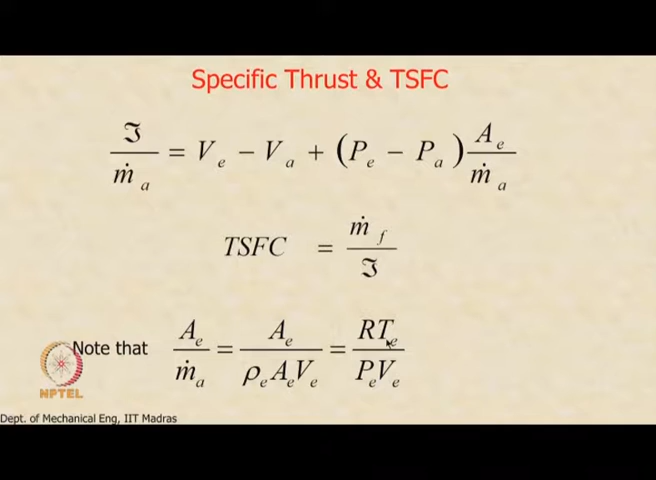 Specific Thrust & TSFC
ℑ / ṁ_a = V_e − V_a + (P_e − P_a) A_e / ṁ_a
TSFC = ṁ_f / ℑ
Note that A_e / ṁ_a = A_e / ρ_e A_e V_e = RT_e / P_e V_e
NPTEL
Dept. of Mechanical Eng, IIT Madras